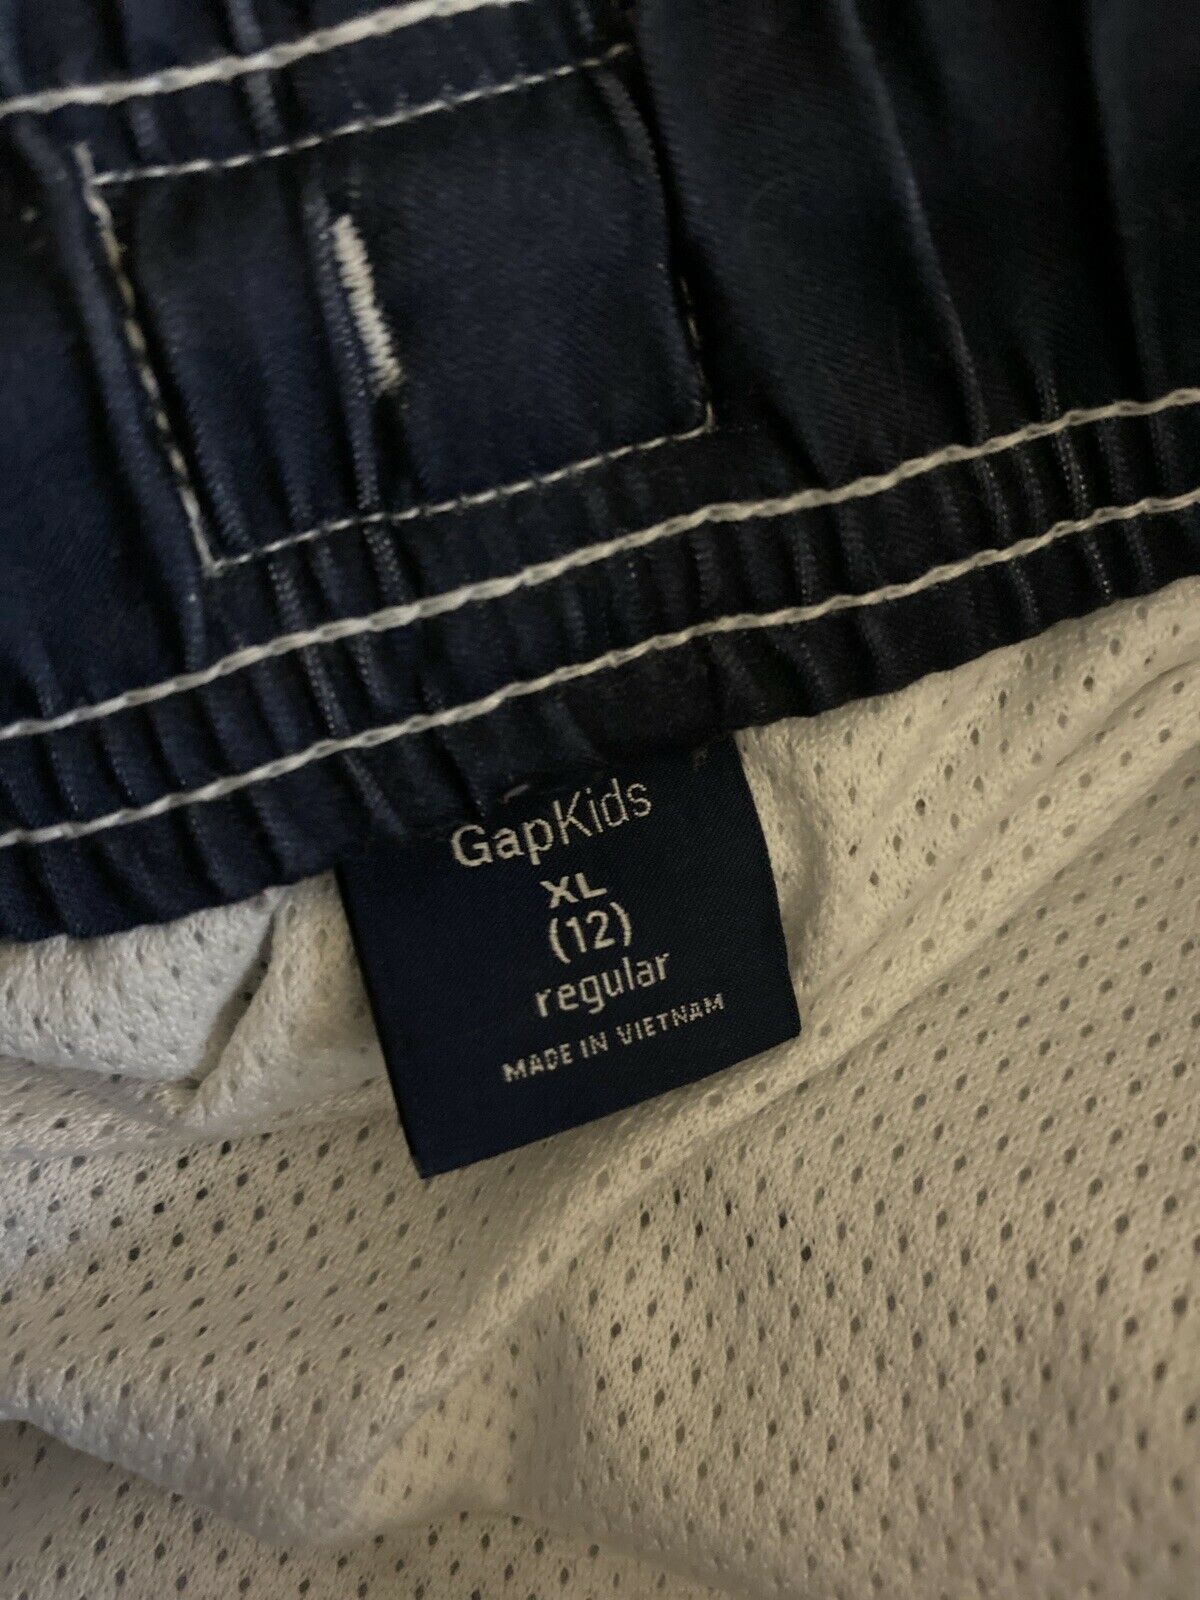 GapKids
XL
(12)
regular
MADE IN VIETNAM